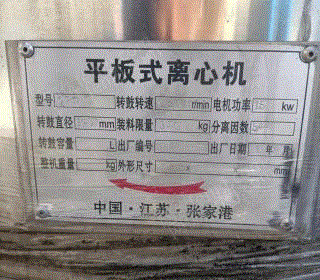 平板式离心机
型号 转鼓转速 r/min 电机功率 kw
转鼓直径 mm 装料限量 kg 分离因数
转鼓容量 L 出厂编号 出厂日期 年 月
整机重量 kg 外形尺寸 x x mm
中国·江苏·张家港